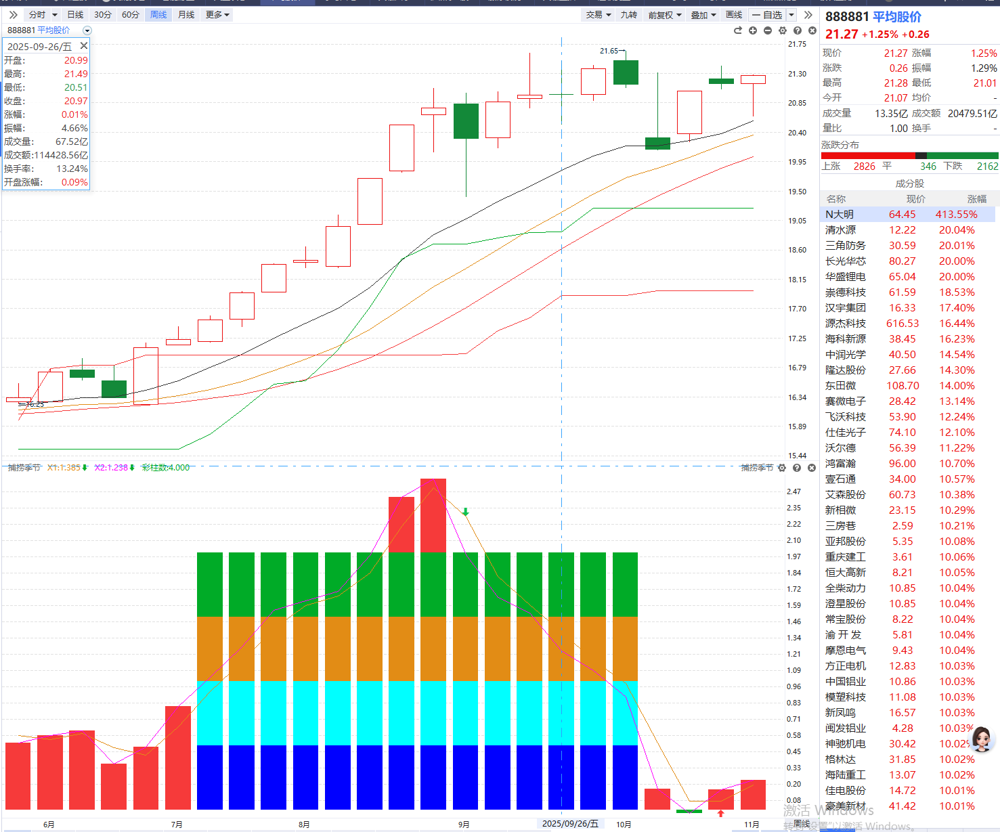 分时 日线 30分 60分 周线 月线 更多 交易 九转 前复权 叠加 画线 一 自选
888881 平均股价
888881 平均股价
21.27 +1.25% +0.26
2025-09-26/五
开盘: 20.99
最高: 21.49
最低: 20.51
收盘: 20.97
涨幅: 0.01%
振幅: 4.66%
成交量: 67.52亿
成交额:114428.56亿
换手率: 13.24%
开盘涨幅: 0.09%
21.65
16.23
21.75
21.30
20.85
20.40
19.95
19.50
19.05
18.60
18.15
17.70
17.25
16.79
16.34
15.89
15.44
捕捞季节 X1:1.385 X2:1.238 彩柱数:4.000
捕捞季节
2.47
2.35
2.22
2.10
1.97
1.84
1.72
1.59
1.46
1.34
1.21
1.09
0.96
0.83
0.71
0.58
0.45
0.33
0.20
0.08
6月 7月 8月 9月 2025/09/26/五 10月 11月 周线
现价 21.27 涨幅 1.25%
涨跌 0.26 振幅 1.29%
最高 21.28 最低 21.01
今开 21.07 均价 -
成交量 13.35亿 成交额 20479.51亿
量比 1.00 换手 -
涨跌分布
上涨 2826 平 346 下跌 2162
成分股
名称 现价 涨幅
N大明 64.45 413.55%
清水源 12.22 20.04%
三角防务 30.59 20.01%
长光华芯 80.27 20.00%
华盛锂电 65.04 20.00%
崇德科技 61.59 18.53%
汉宇集团 16.33 17.40%
源杰科技 616.53 16.44%
海科新源 38.45 16.23%
中润光学 40.50 14.54%
隆达股份 27.66 14.30%
东田微 108.70 14.00%
赛微电子 28.42 13.14%
飞沃科技 53.90 12.24%
仕佳光子 74.10 12.10%
沃尔德 56.39 11.22%
鸿富瀚 96.00 10.70%
壹石通 34.00 10.57%
艾森股份 60.73 10.38%
新相微 23.15 10.29%
三房巷 2.59 10.21%
亚邦股份 5.35 10.08%
重庆建工 3.61 10.06%
恒大高新 8.21 10.05%
全柴动力 10.85 10.04%
澄星股份 10.85 10.04%
常宝股份 8.22 10.04%
渝 开 发 5.81 10.04%
摩恩电气 9.43 10.04%
方正电机 12.83 10.03%
中国铝业 10.86 10.03%
模塑科技 11.08 10.03%
新凤鸣 16.57 10.03%
闽发铝业 4.28 10.03%
神驰机电 30.42 10.02%
格林达 31.85 10.02%
海陆重工 13.07 10.02%
佳电股份 14.72 10.01%
豪美新材 41.42 10.01%
激活 Windows
转到"设置"以激活 Windows。